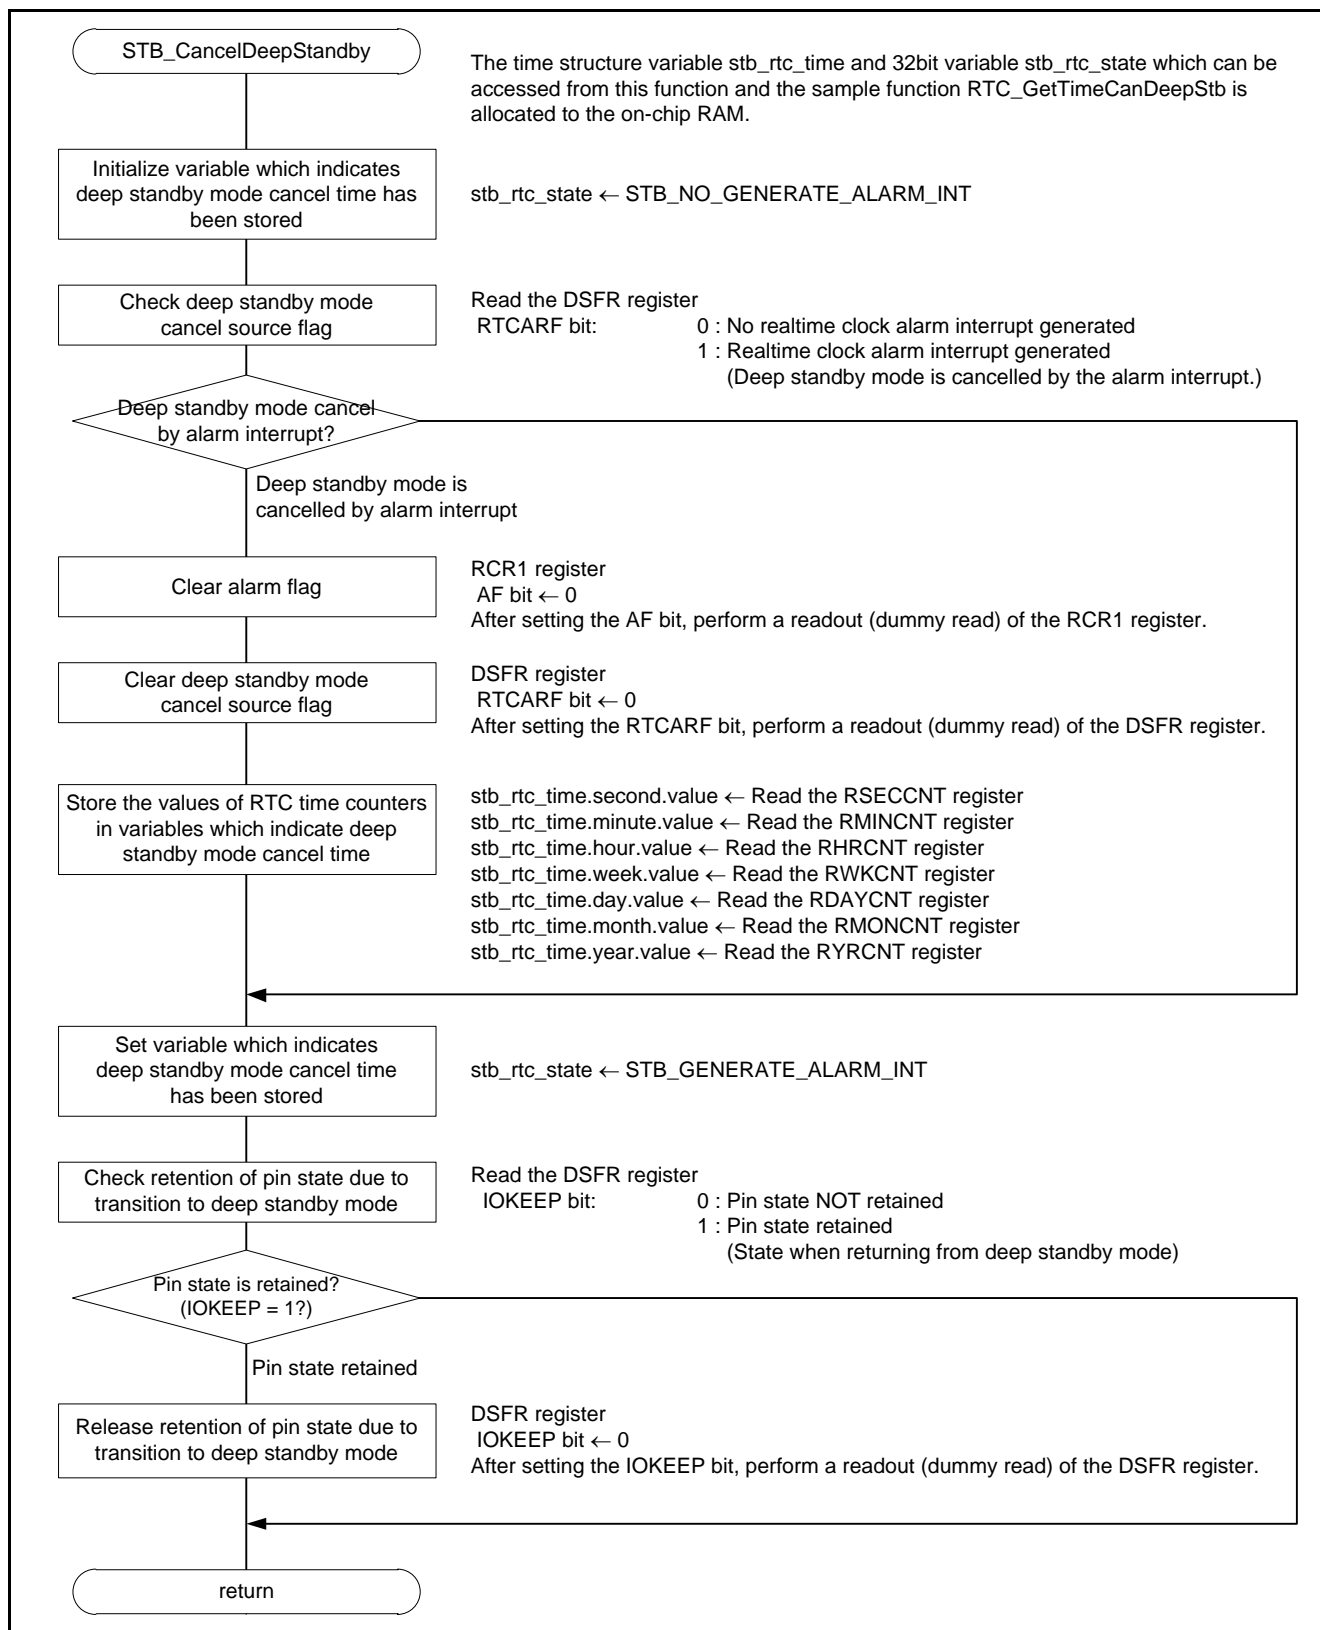 STB_CancelDeepStandby
The time structure variable stb_rtc_time and 32bit variable stb_rtc_state which can be
accessed from this function and the sample function RTC_GetTimeCanDeepStb is
allocated to the on-chip RAM.
Initialize variable which indicates
deep standby mode cancel time has
been stored
stb_rtc_state ← STB_NO_GENERATE_ALARM_INT
Check deep standby mode
cancel source flag
Read the DSFR register
RTCARF bit: 0 : No realtime clock alarm interrupt generated
1 : Realtime clock alarm interrupt generated
(Deep standby mode is cancelled by the alarm interrupt.)
Deep standby mode cancel
by alarm interrupt?
Deep standby mode is
cancelled by alarm interrupt
Clear alarm flag
RCR1 register
AF bit ← 0
After setting the AF bit, perform a readout (dummy read) of the RCR1 register.
Clear deep standby mode
cancel source flag
DSFR register
RTCARF bit ← 0
After setting the RTCARF bit, perform a readout (dummy read) of the DSFR register.
Store the values of RTC time counters
in variables which indicate deep
standby mode cancel time
stb_rtc_time.second.value ← Read the RSECCNT register
stb_rtc_time.minute.value ← Read the RMINCNT register
stb_rtc_time.hour.value ← Read the RHRCNT register
stb_rtc_time.week.value ← Read the RWKCNT register
stb_rtc_time.day.value ← Read the RDAYCNT register
stb_rtc_time.month.value ← Read the RMONCNT register
stb_rtc_time.year.value ← Read the RYRCNT register
Set variable which indicates
deep standby mode cancel time
has been stored
stb_rtc_state ← STB_GENERATE_ALARM_INT
Check retention of pin state due to
transition to deep standby mode
Read the DSFR register
IOKEEP bit: 0 : Pin state NOT retained
1 : Pin state retained
(State when returning from deep standby mode)
Pin state is retained?
(IOKEEP = 1?)
Pin state retained
Release retention of pin state due to
transition to deep standby mode
DSFR register
IOKEEP bit ← 0
After setting the IOKEEP bit, perform a readout (dummy read) of the DSFR register.
return